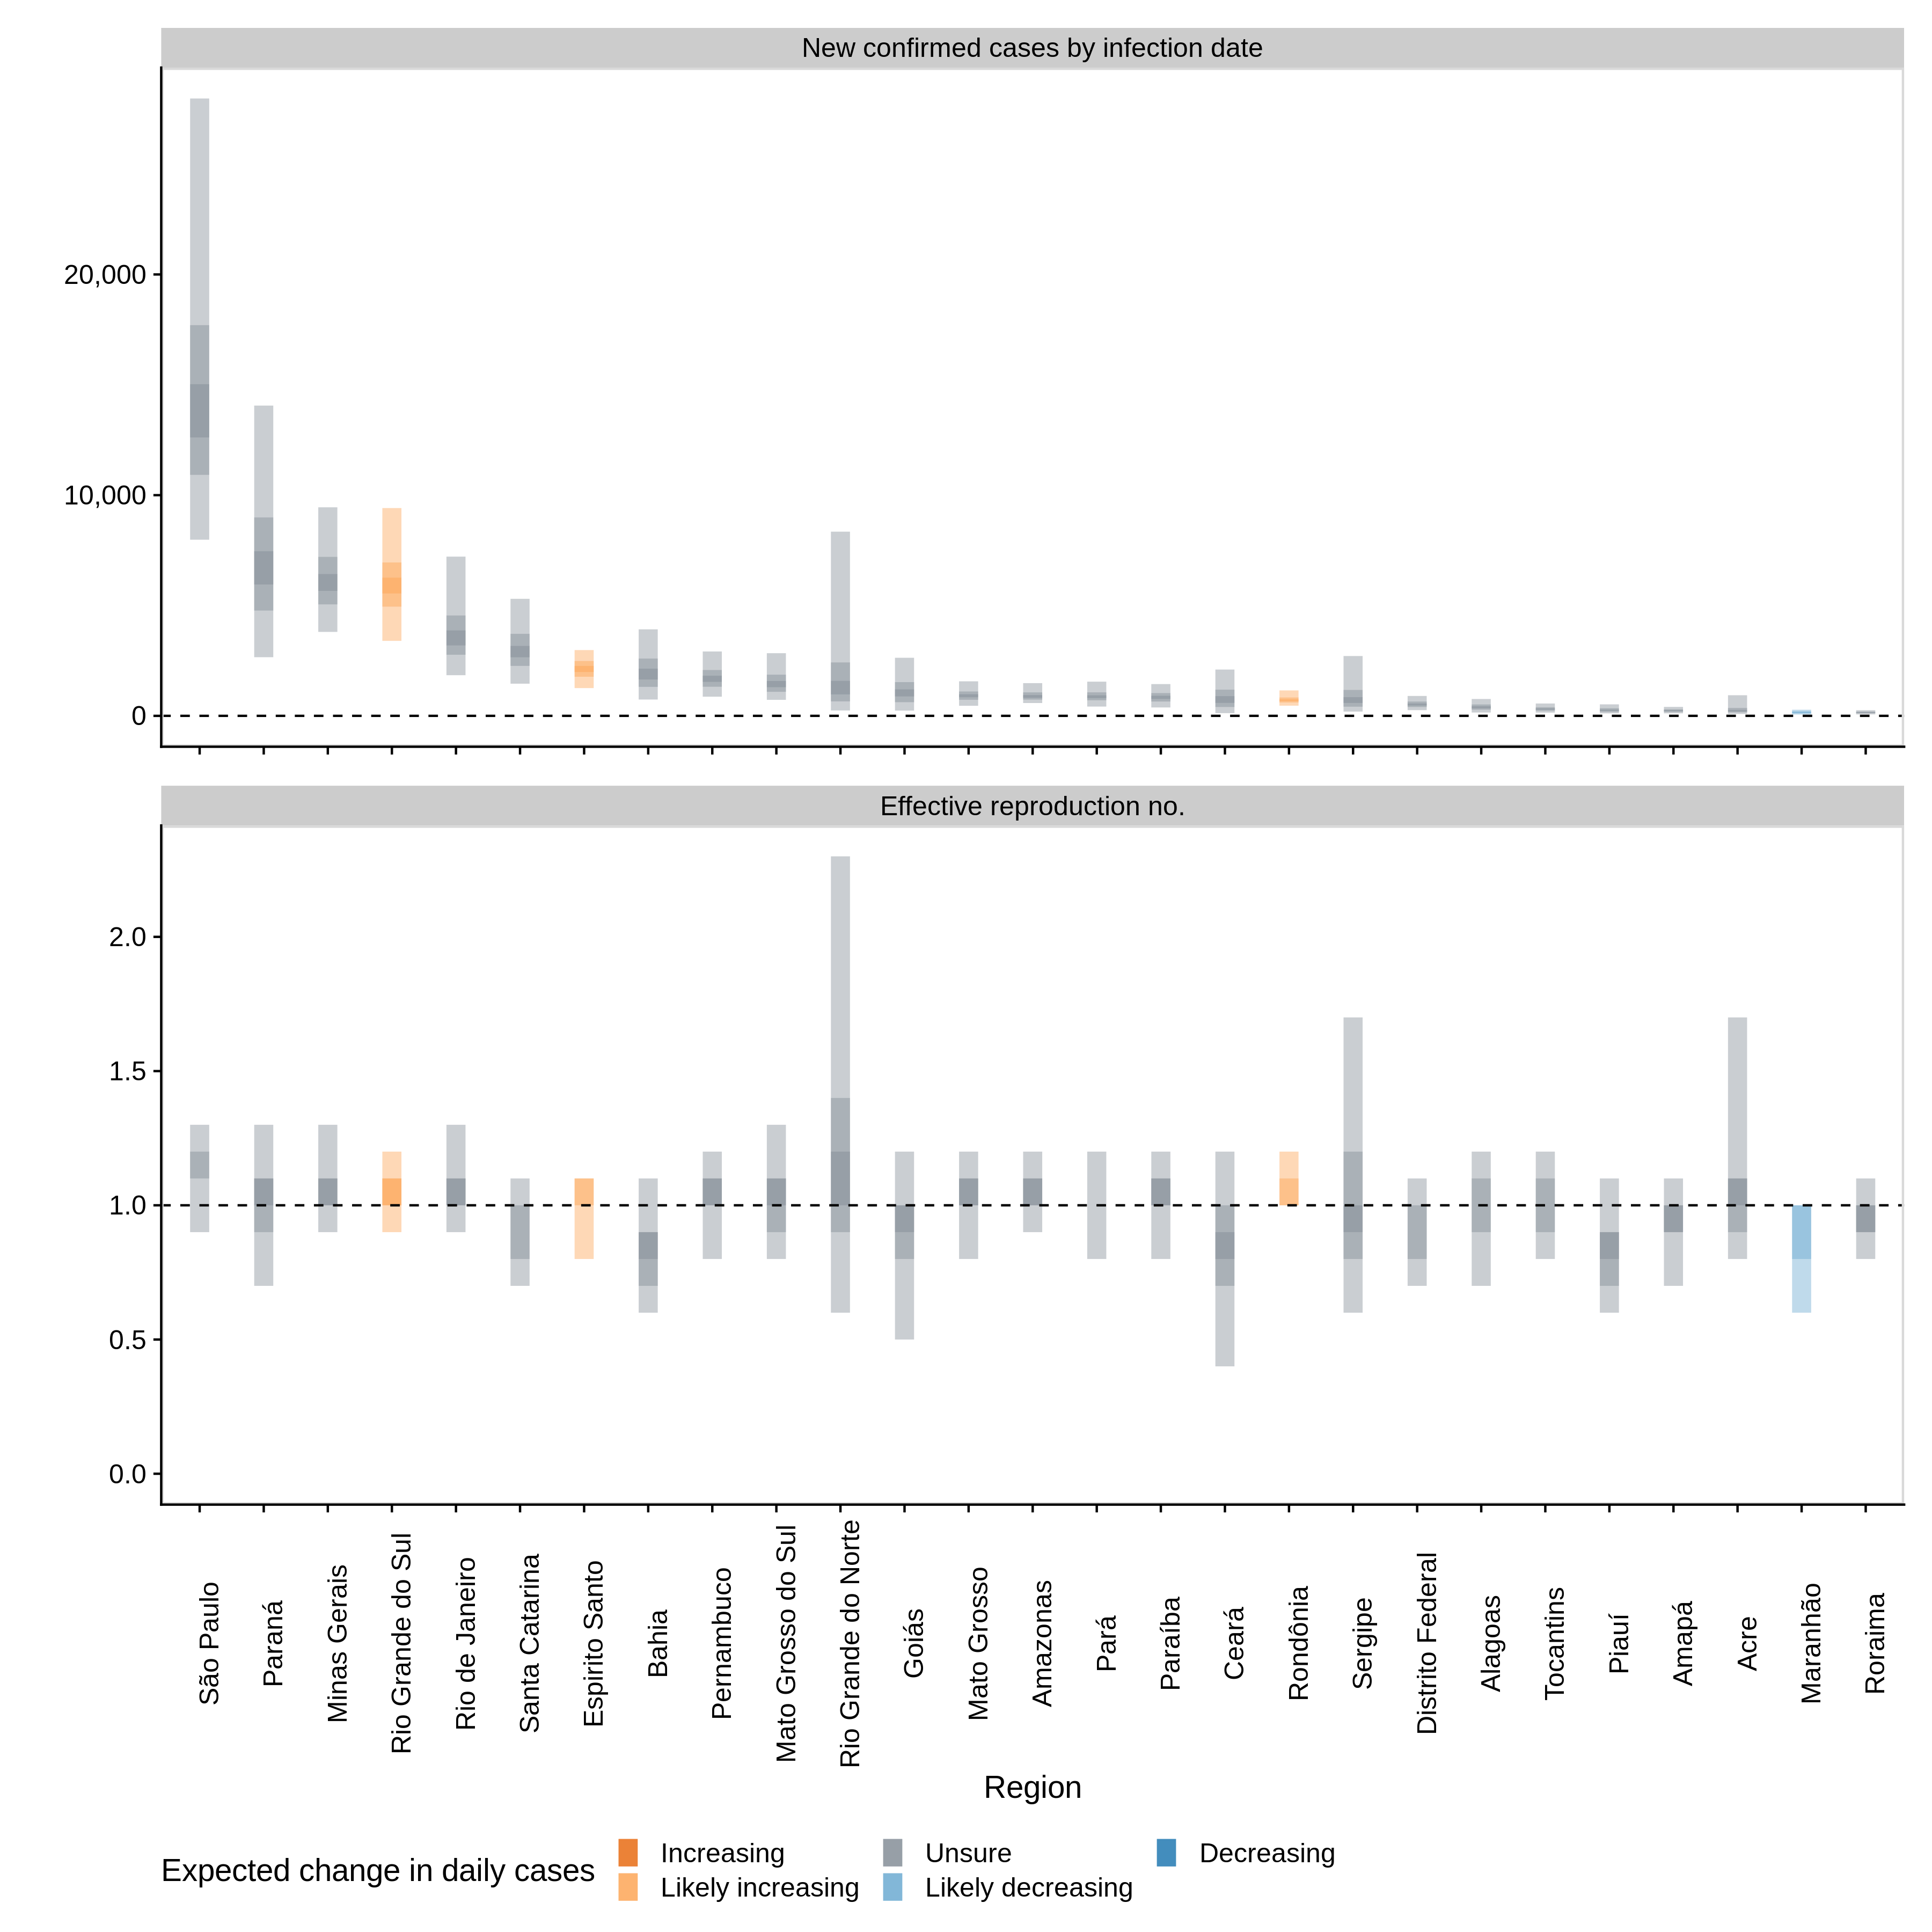 New confirmed cases by infection date
20,000
10,000
0
Effective reproduction no.
2.0
1.5
1.0
0.5
0.0
São Paulo
Paraná
Minas Gerais
Rio Grande do Sul
Rio de Janeiro
Santa Catarina
Espirito Santo
Bahia
Pernambuco
Mato Grosso do Sul
Rio Grande do Norte
Goiás
Mato Grosso
Amazonas
Pará
Paraíba
Ceará
Rondônia
Sergipe
Distrito Federal
Alagoas
Tocantins
Piauí
Amapá
Acre
Maranhão
Roraima
Region
Expected change in daily cases
Increasing
Likely increasing
Unsure
Likely decreasing
Decreasing